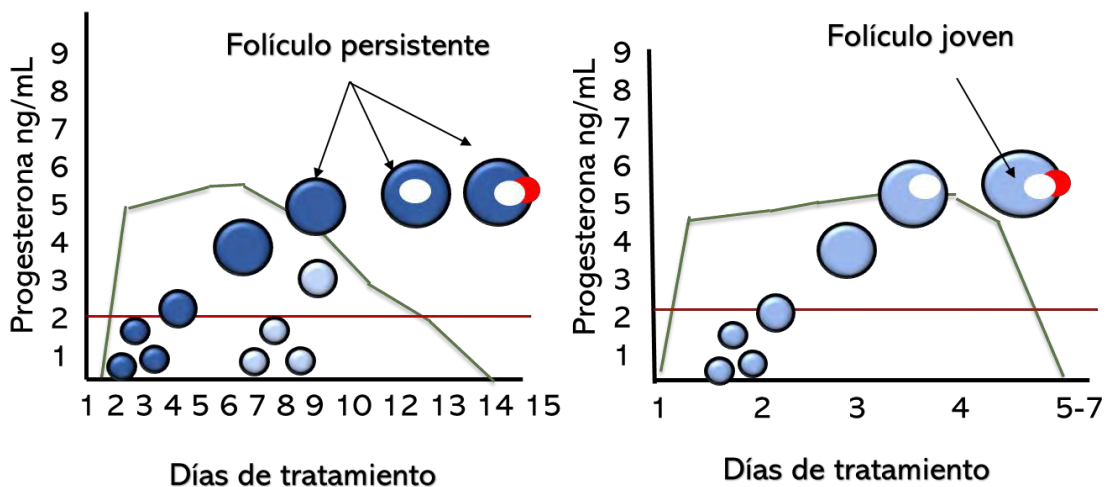 Folículo persistente
Progesterona ng/mL
9
8
7
6
5
4
3
2
1
1 2 3 4 5 6 7 8 9 10 12 13 14 15
Días de tratamiento
Folículo joven
Progesterona ng/mL
9
8
7
6
5
4
3
2
1
1 2 3 4 5-7
Días de tratamiento